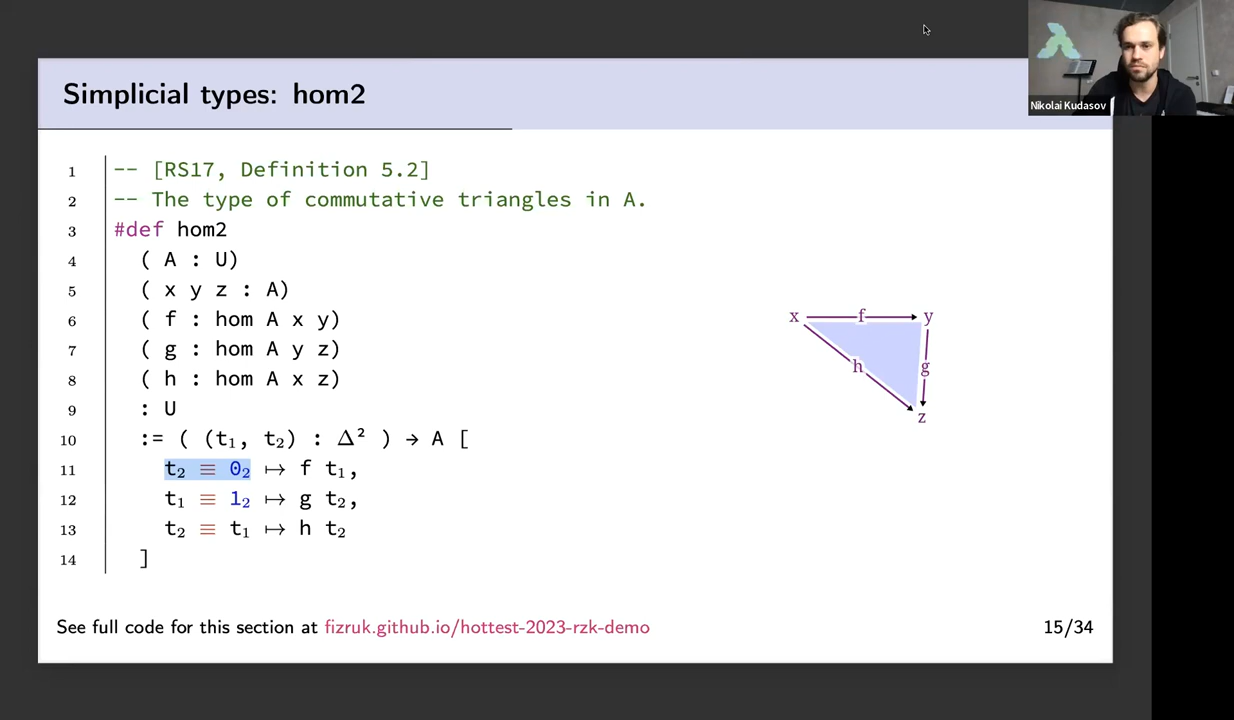 Simplicial types: hom2
Nikolai Kudasov
1 -- [RS17, Definition 5.2]
2 -- The type of commutative triangles in A.
3 #def hom2
4 ( A : U)
5 ( x y z : A)
6 ( f : hom A x y)
7 ( g : hom A y z)
8 ( h : hom A x z)
9 : U
10 := ( (t₁, t₂) : Δ² ) → A [
11 t₂ ≡ 0₂ ↦ f t₁,
12 t₁ ≡ 1₂ ↦ g t₂,
13 t₂ ≡ t₁ ↦ h t₂
14 ]
x f y
h g
z
See full code for this section at fizruk.github.io/hottest-2023-rzk-demo
15/34